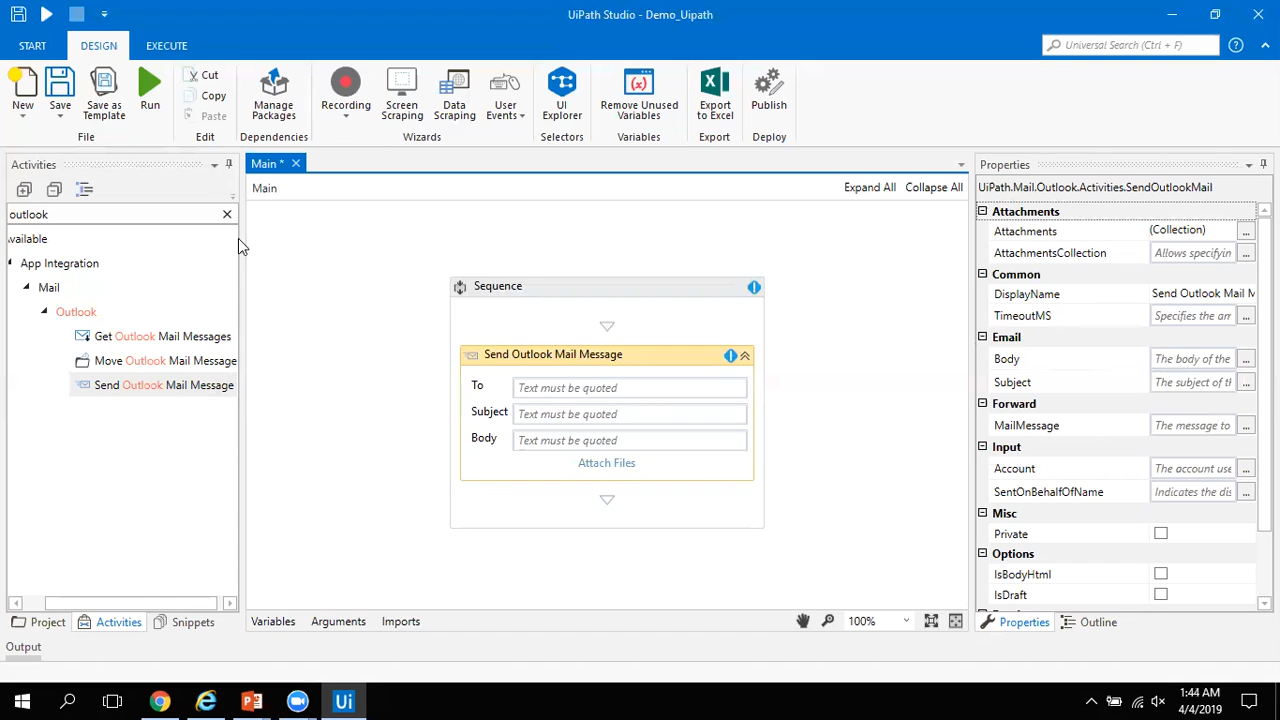 UiPath Studio - Demo_Uipath
START
DESIGN
EXECUTE
Universal Search (Ctrl + F)
New
Save
Save as Template
Run
Cut
Copy
Paste
Manage Packages
Recording
Screen Scraping
Data Scraping
User Events
UI Explorer
Remove Unused Variables
Export to Excel
Publish
File
Edit
Dependencies
Wizards
Selectors
Variables
Export
Deploy
Activities
outlook
vailable
App Integration
Mail
Outlook
Get Outlook Mail Messages
Move Outlook Mail Message
Send Outlook Mail Message
Project
Activities
Snippets
Output
Main *
Main
Expand All
Collapse All
Sequence
Send Outlook Mail Message
To
Text must be quoted
Subject
Text must be quoted
Body
Text must be quoted
Attach Files
Variables
Arguments
Imports
100%
Properties
UiPath.Mail.Outlook.Activities.SendOutlookMail
Attachments
Attachments (Collection) ...
AttachmentsCollection Allows specifyin ...
Common
DisplayName Send Outlook Mail M
TimeoutMS Specifies the am ...
Email
Body The body of the ...
Subject The subject of th ...
Forward
MailMessage The message to ...
Input
Account The account use ...
SentOnBehalfOfName Indicates the dis ...
Misc
Private
Options
IsBodyHtml
IsDraft
Properties
Outline
Ui
1:44 AM
4/4/2019